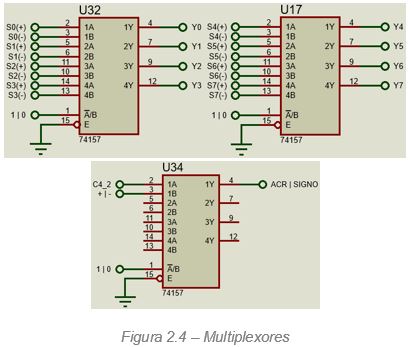 U32
S0(+) 2 1A 1Y 4 Y0
S0(-) 3 1B
S1(+) 5 2A 2Y 7 Y1
S1(-) 6 2B
S2(+) 11 3A 3Y 9 Y2
S2(-) 10 3B
S3(+) 14 4A 4Y 12 Y3
S3(-) 13 4B
1|0 1 A/B
15 E
74157
U17
S4(+) 2 1A 1Y 4 Y4
S4(-) 3 1B
S5(+) 5 2A 2Y 7 Y5
S5(-) 6 2B
S6(+) 11 3A 3Y 9 Y6
S6(-) 10 3B
S7(+) 14 4A 4Y 12 Y7
S7(-) 13 4B
1|0 1 A/B
15 E
74157
U34
C4_2 2 1A 1Y 4 ACR | SIGNO
+ | - 3 1B
5 2A 2Y 7
6 2B
11 3A 3Y 9
10 3B
14 4A 4Y 12
13 4B
1|0 1 A/B
15 E
74157
Figura 2.4 – Multiplexores